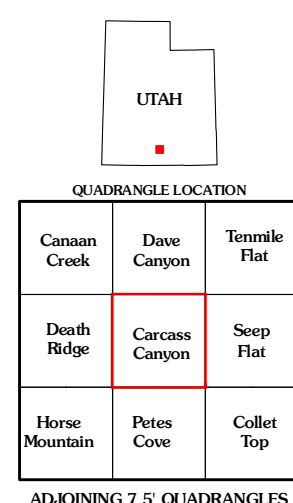 UTAH
QUADRANGLE LOCATION
Canaan
Creek
Dave
Canyon
Tenmile
Flat
Death
Ridge
Carcass
Canyon
Seep
Flat
Horse
Mountain
Petes
Cove
Collet
Top
ADJOINING 7.5' QUADRANGLES